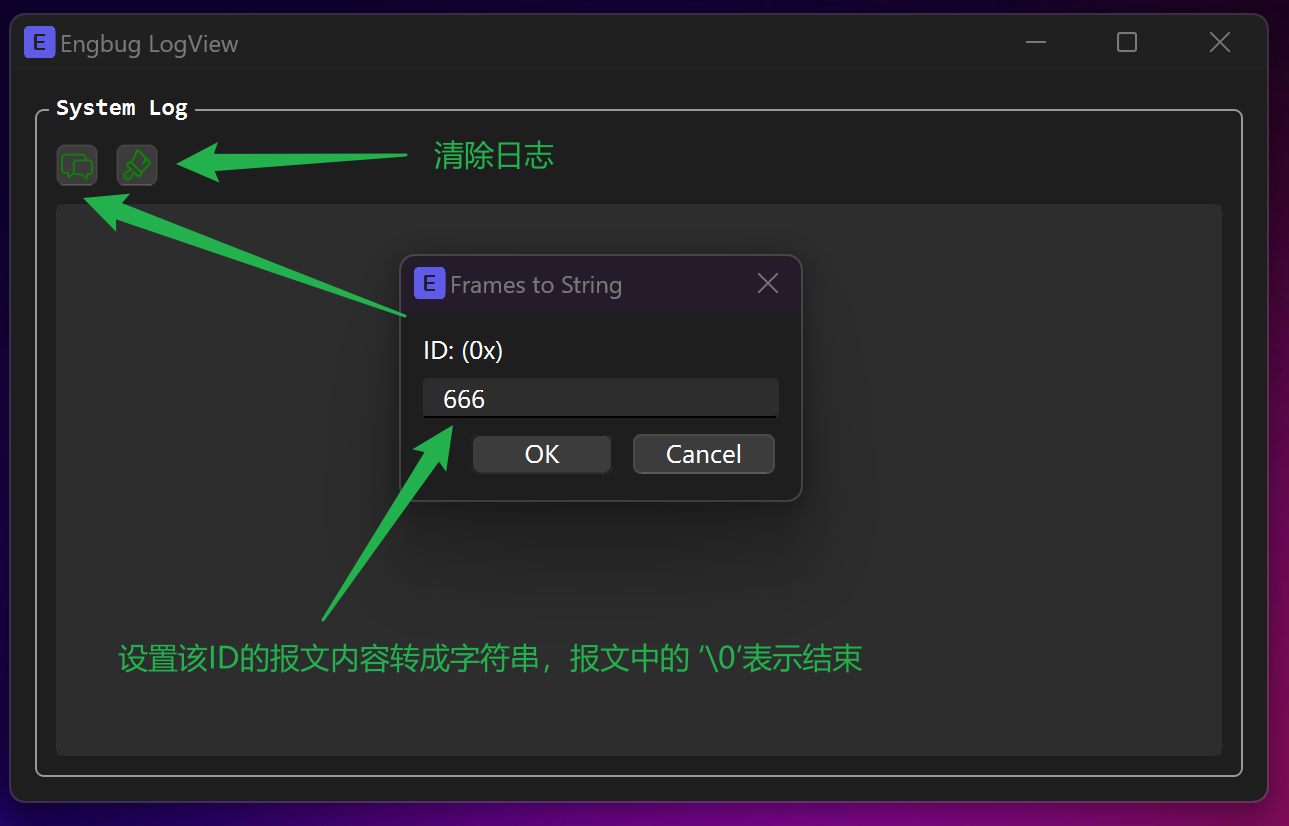 E Engbug LogView
System Log
清除日志
E Frames to String
ID: (0x)
666
OK Cancel
设置该ID的报文内容转成字符串，报文中的 '\0'表示结束